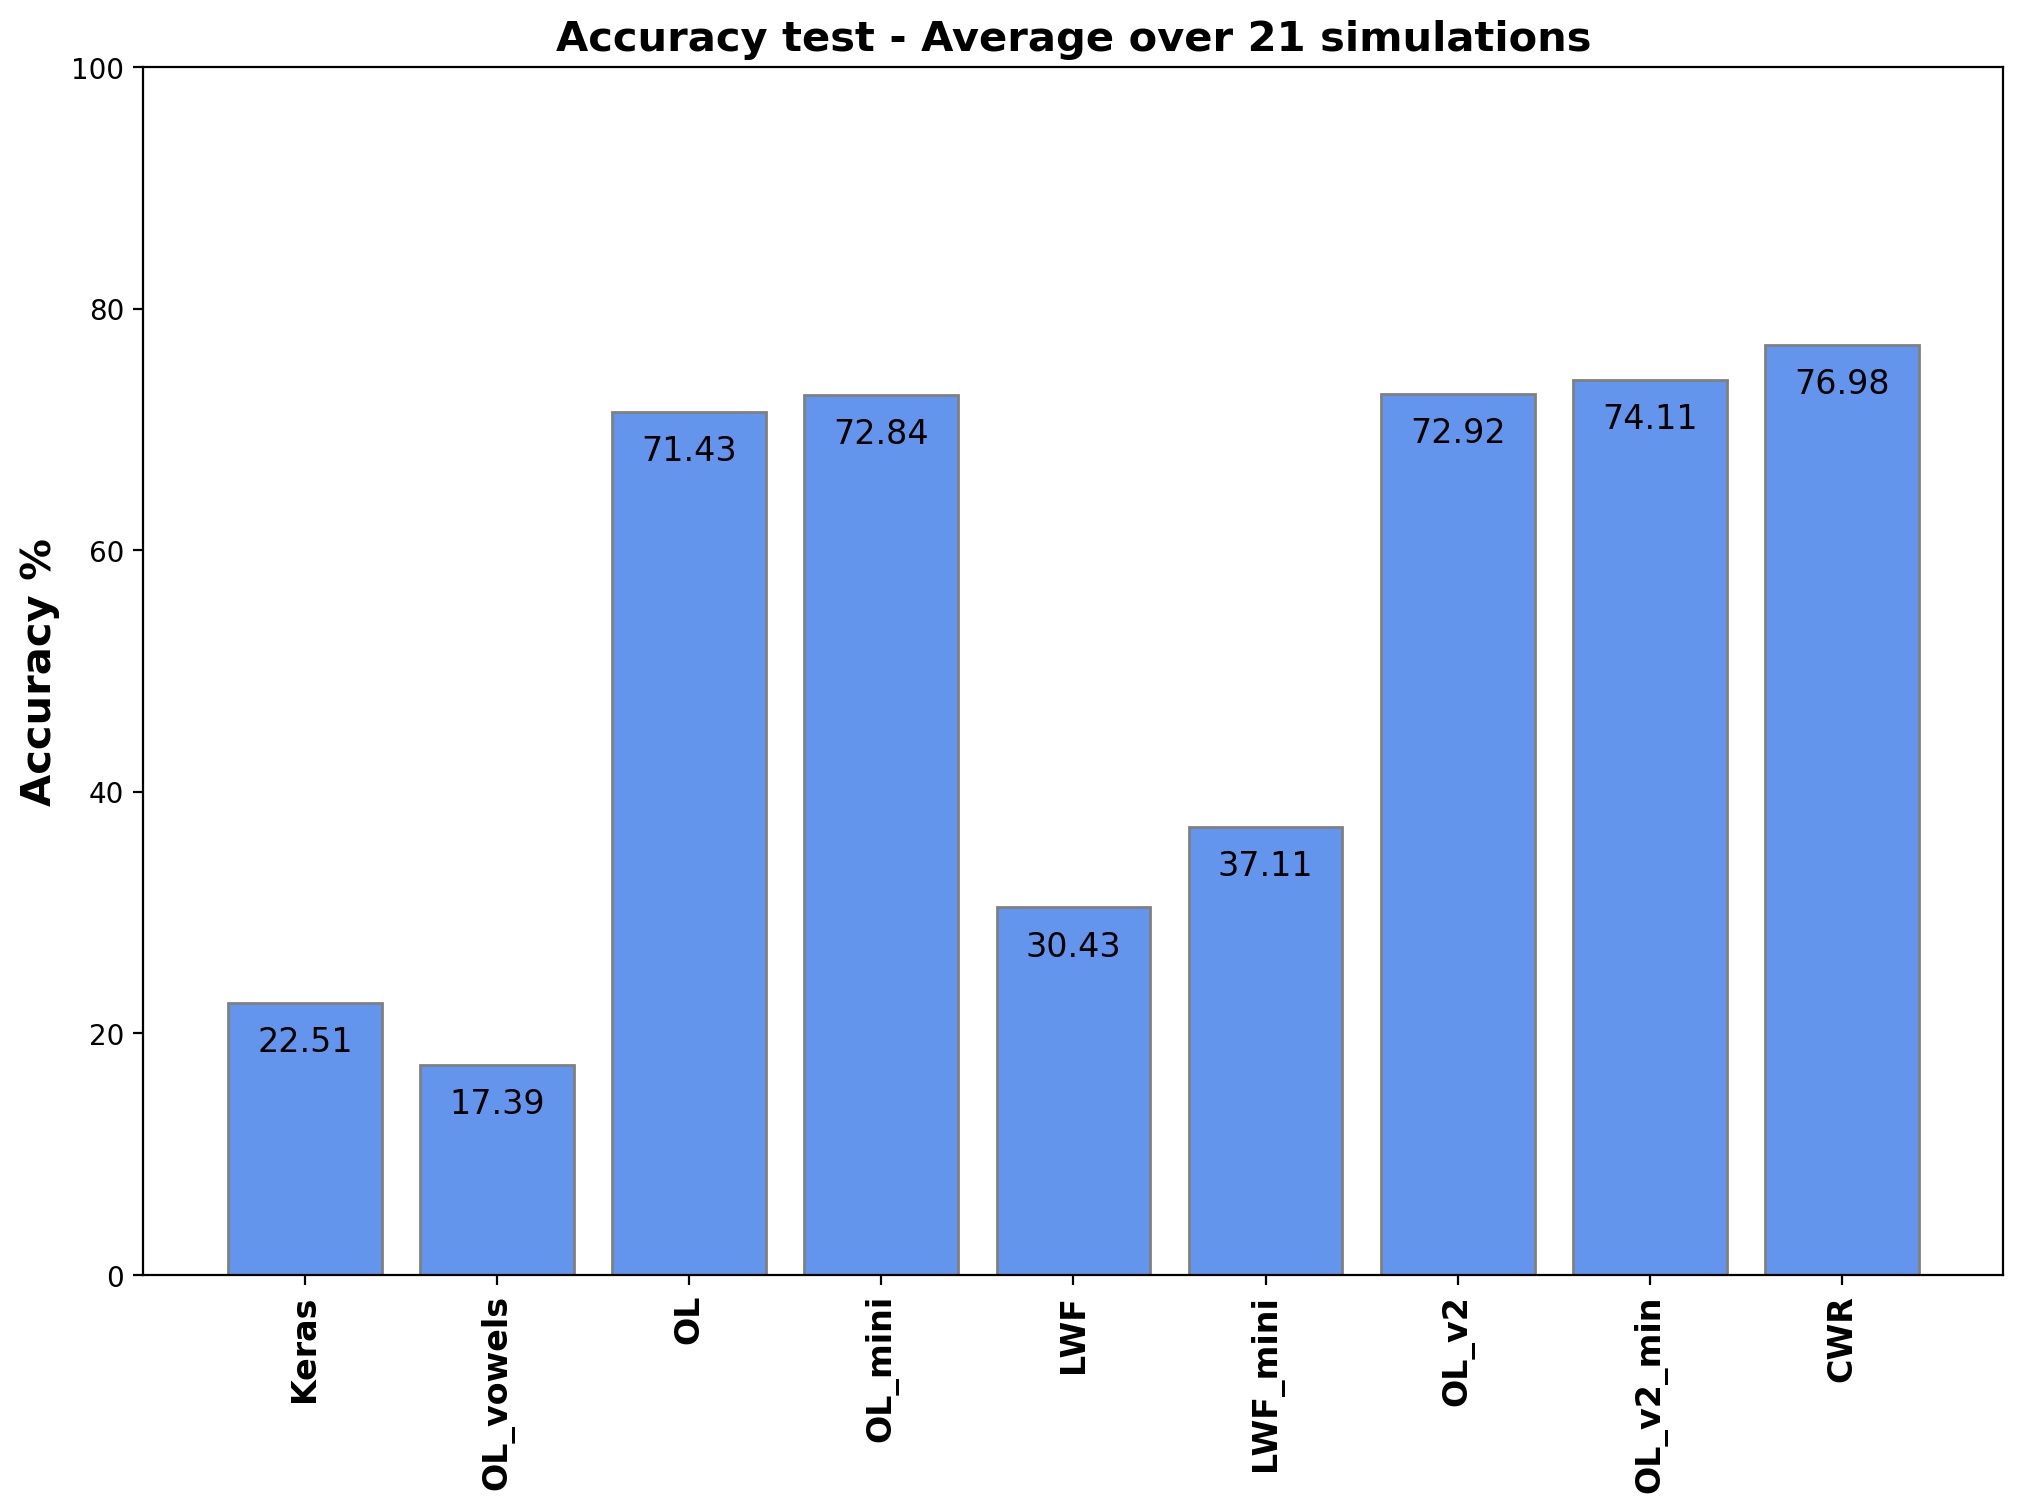 Accuracy test - Average over 21 simulations
Accuracy %
100
80
60
40
20
0
22.51
17.39
71.43
72.84
30.43
37.11
72.92
74.11
76.98
Keras
OL_vowels
OL
OL_mini
LWF
LWF_mini
OL_v2
OL_v2_min
CWR